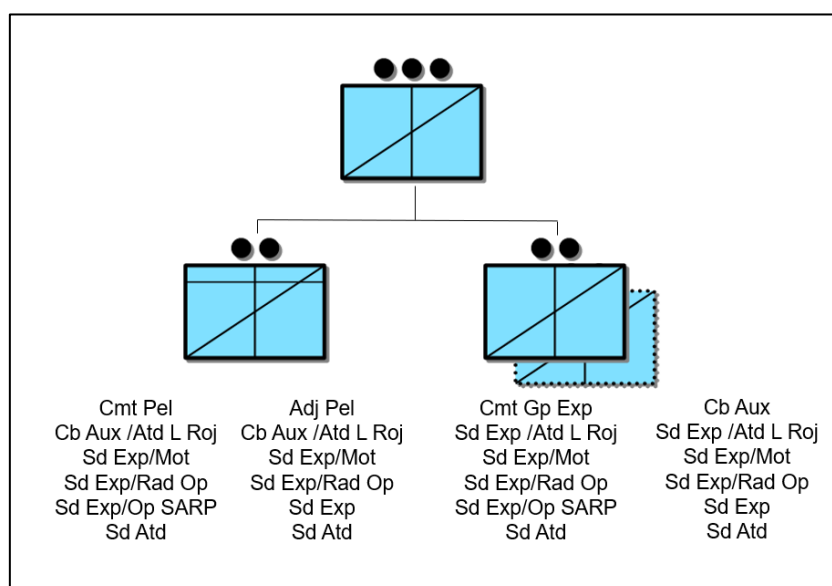 Cmt Pel
Cb Aux /Atd L Roj
Sd Exp/Mot
Sd Exp/Rad Op
Sd Exp/Op SARP
Sd Atd
Adj Pel
Cb Aux /Atd L Roj
Sd Exp/Mot
Sd Exp/Rad Op
Sd Exp
Sd Atd
Cmt Gp Exp
Sd Exp /Atd L Roj
Sd Exp/Mot
Sd Exp/Rad Op
Sd Exp/Op SARP
Sd Atd
Cb Aux
Sd Exp /Atd L Roj
Sd Exp/Mot
Sd Exp/Rad Op
Sd Exp
Sd Atd